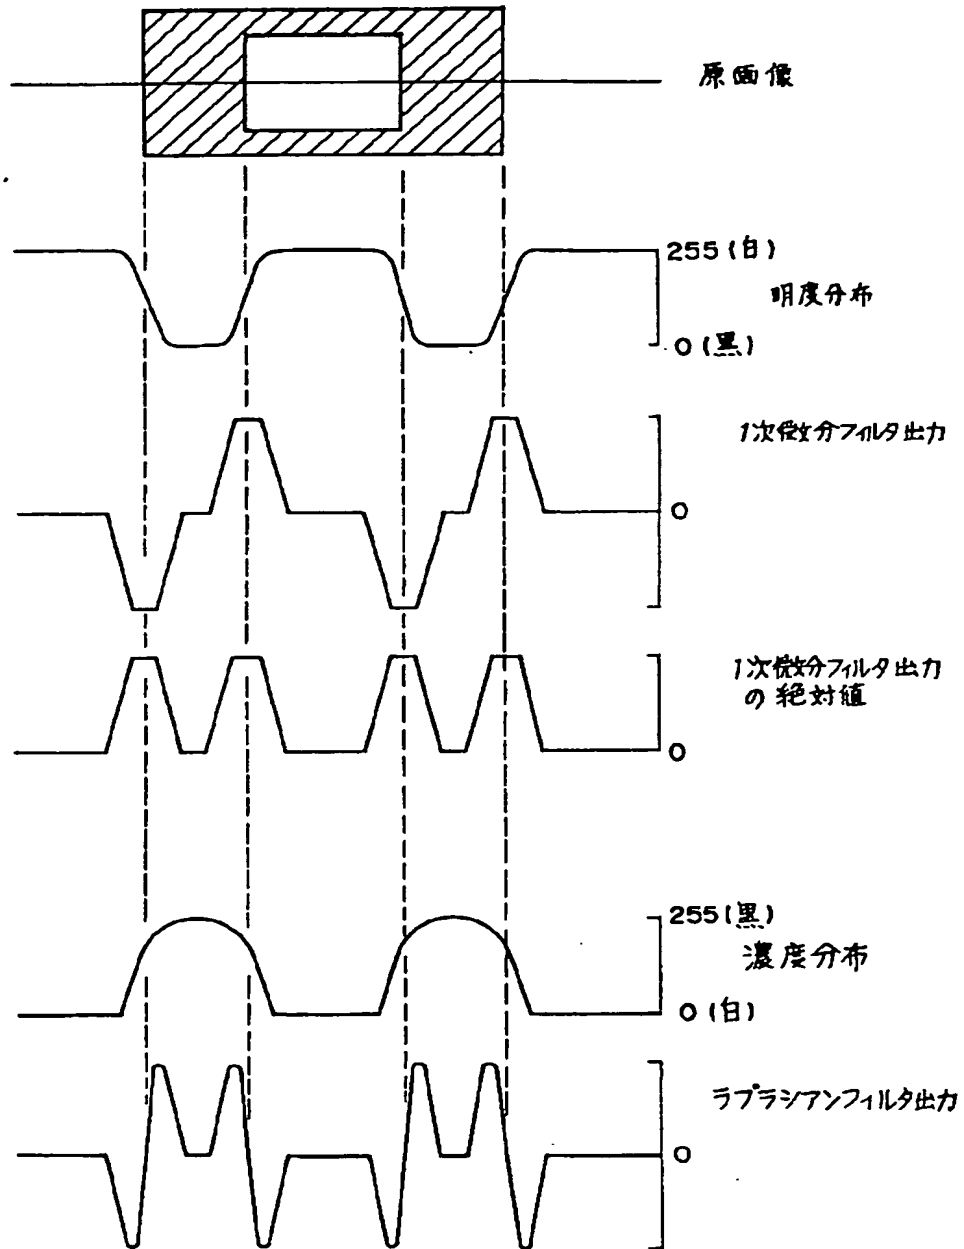 原画像
255(白)
明度分布
0(黒)
1次微分フィルタ出力
0
1次微分フィルタ出力
の絶対値
0
255(黒)
濃度分布
0(白)
ラプラシアンフィルタ出力
0